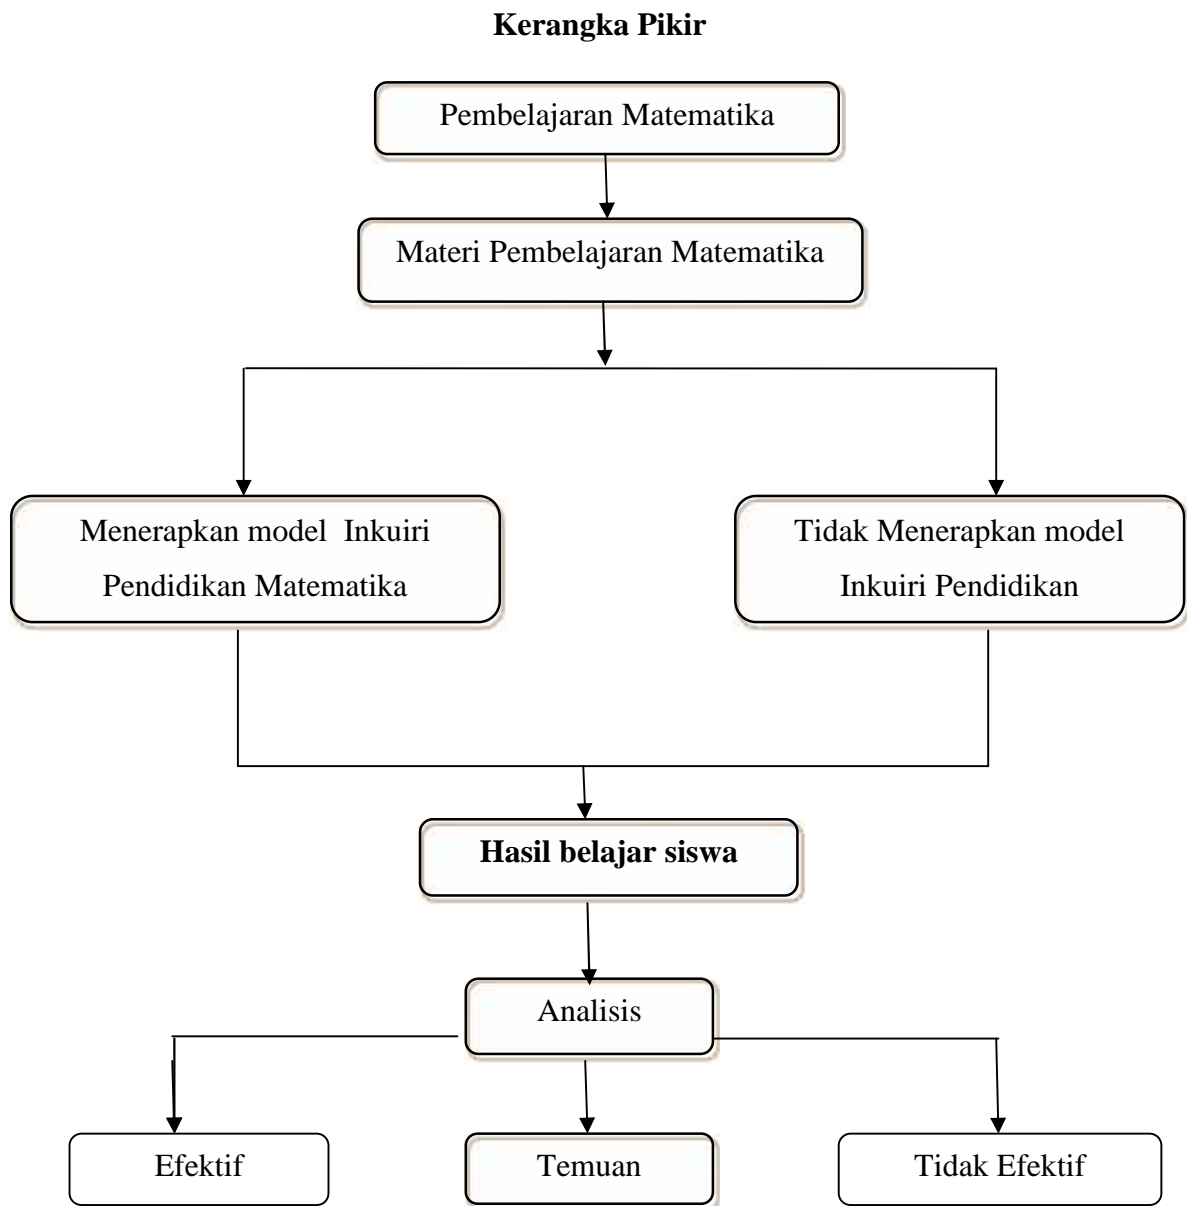 Kerangka Pikir
Pembelajaran Matematika
Materi Pembelajaran Matematika
Menerapkan model  Inkuiri
Pendidikan Matematika
Tidak Menerapkan model
Inkuiri Pendidikan
Hasil belajar siswa
Analisis
Efektif
Temuan
Tidak Efektif